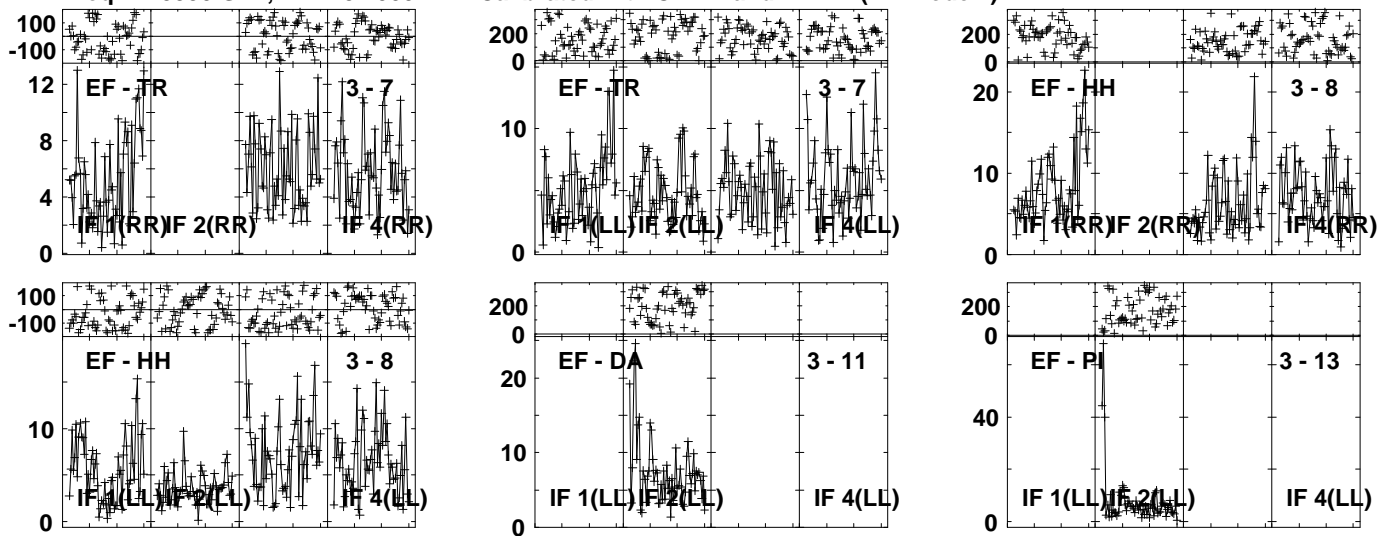 100
-100
12
8
4
0
EF - TR
3 - 7
IF 1(RR)
IF 2(RR)
IF 4(RR)
200
0
10
0
EF - TR
3 - 7
IF 1(LL)
IF 2(LL)
IF 4(LL)
200
0
20
10
0
EF - HH
3 - 8
IF 1(RR)
IF 2(RR)
IF 4(RR)
100
-100
10
0
EF - HH
3 - 8
IF 1(LL)
IF 2(LL)
IF 4(LL)
200
0
20
10
0
EF - DA
3 - 11
IF 1(LL)
IF 2(LL)
IF 4(LL)
200
0
40
0
EF - PI
3 - 13
IF 1(LL)
IF 2(LL)
IF 4(LL)